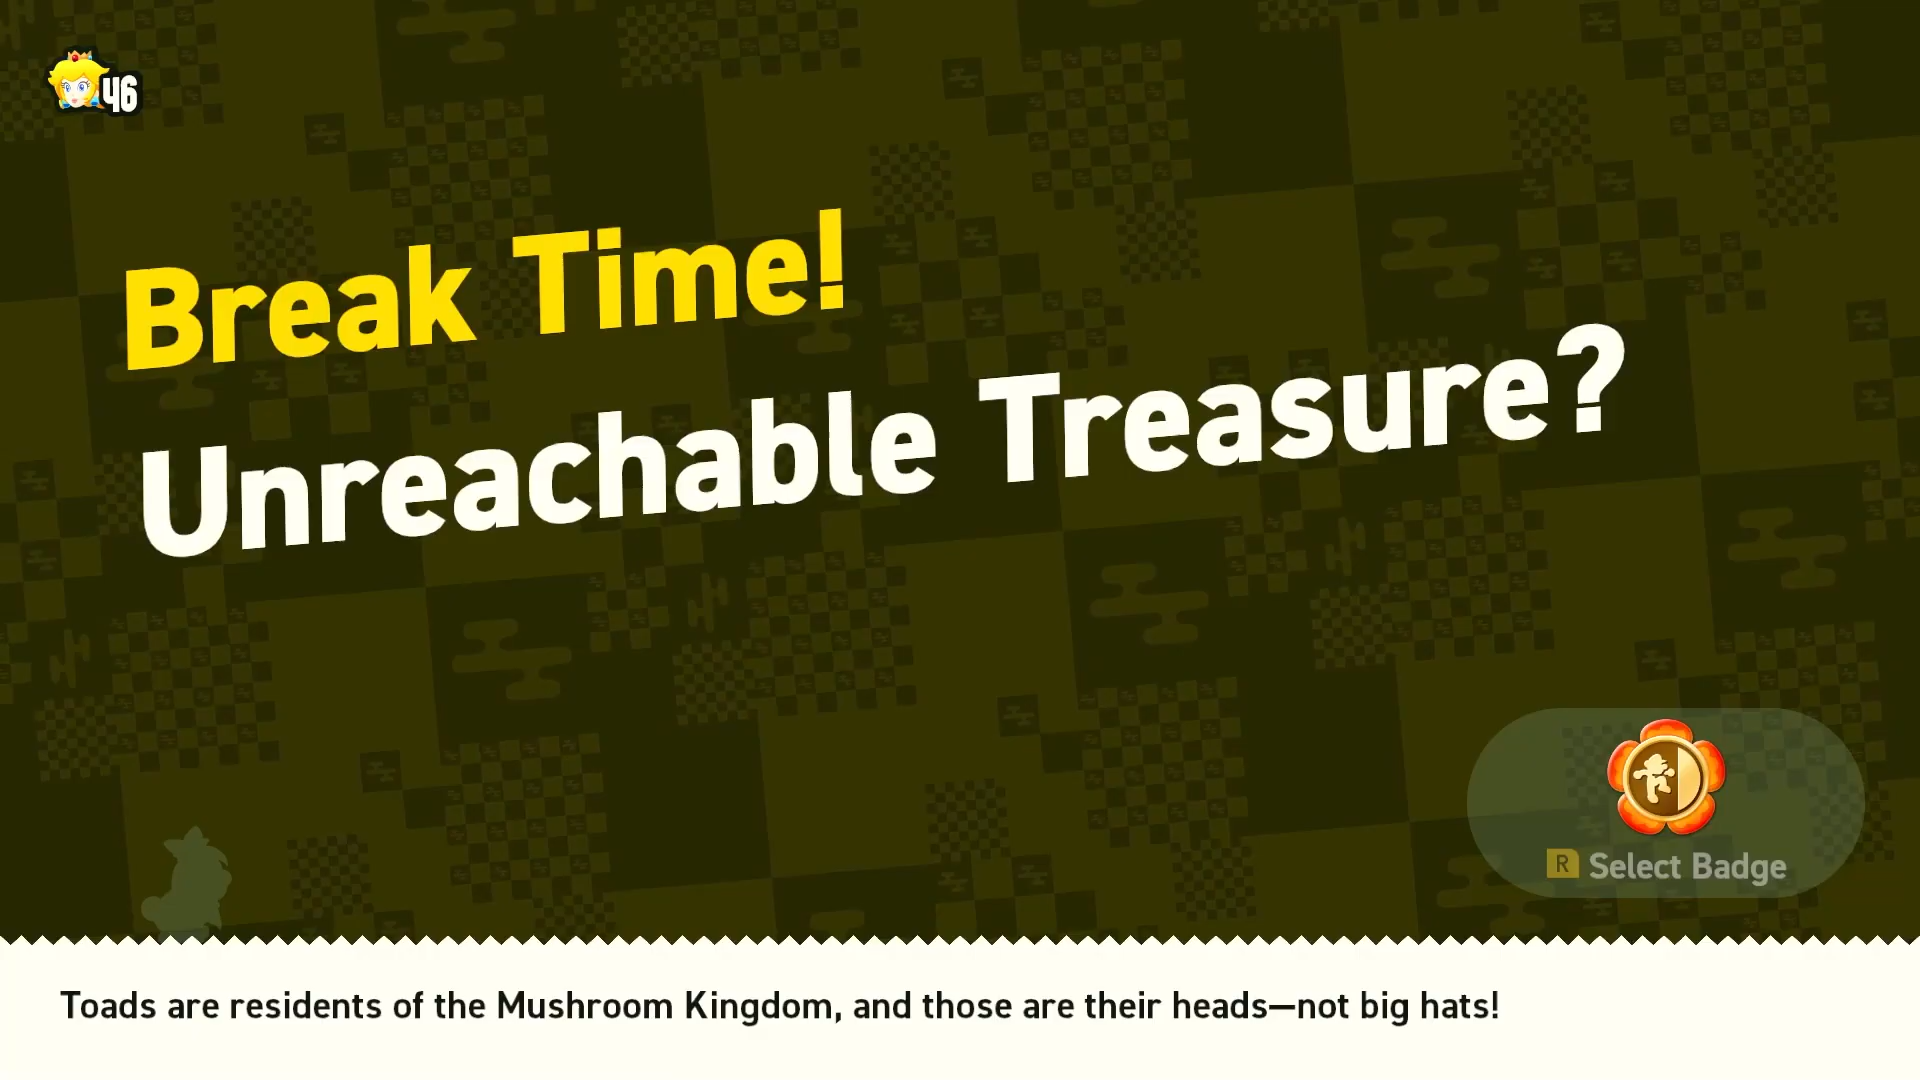 46
Break Time!
Unreachable Treasure?
R Select Badge
Toads are residents of the Mushroom Kingdom, and those are their heads—not big hats!